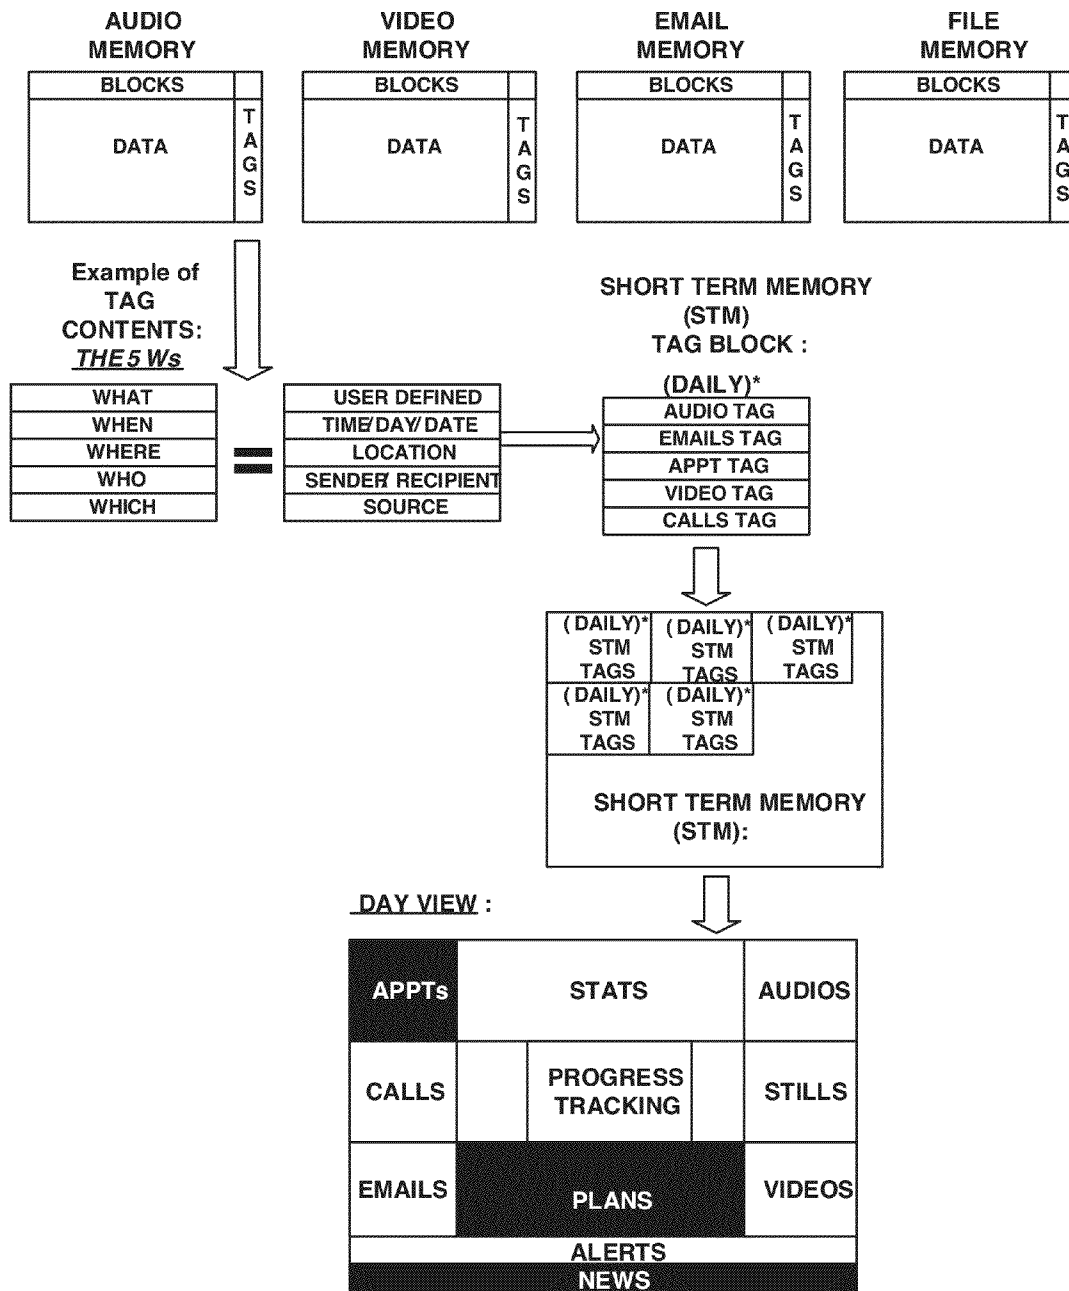 AUDIO
MEMORY
VIDEO
MEMORY
EMAIL
MEMORY
FILE
MEMORY
BLOCKS
DATA
TAGS
BLOCKS
DATA
TAGS
BLOCKS
DATA
TAGS
BLOCKS
DATA
TAGS
Example of
TAG
CONTENTS:
THE 5 Ws
WHAT
WHEN
WHERE
WHO
WHICH
=
USER DEFINED
TIME/DAY/DATE
LOCATION
SENDER/ RECIPIENT
SOURCE
SHORT TERM MEMORY
(STM)
TAG BLOCK :
(DAILY)*
AUDIO TAG
EMAILS TAG
APPT TAG
VIDEO TAG
CALLS TAG
(DAILY)*
STM
TAGS
(DAILY)*
STM
TAGS
(DAILY)*
STM
TAGS
(DAILY)*
STM
TAGS
(DAILY)*
STM
TAGS
SHORT TERM MEMORY
(STM):
DAY VIEW :
APPTs
STATS
AUDIOS
CALLS
PROGRESS
TRACKING
STILLS
EMAILS
PLANS
VIDEOS
ALERTS
NEWS